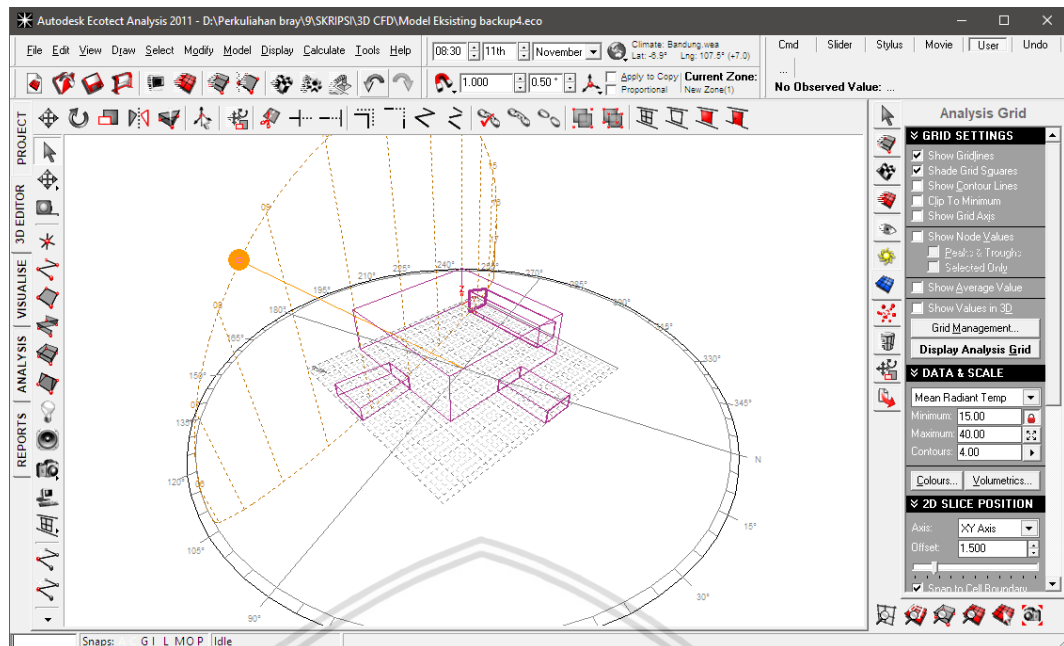 Autodesk Ecotect Analysis 2011 - D:\Perkuliahan bray\9\SKRIPSI\3D CFD\Model Eksisting backup4.eco
File Edit View Draw Select Modify Model Display Calculate Tools Help
08:30 11th November
Climate: Bandung.wea
Lat: -6.9° Lng: 107.5° (+7.0)
Cmd Slider Stylus Movie User Undo
...
No Observed Value: ...
1.000 0.50°
Apply to Copy
Proportional
Current Zone:
New Zone(1)
PROJECT
3D EDITOR
VISUALISE
ANALYSIS
REPORTS
Analysis Grid
GRID SETTINGS
Show Gridlines
Shade Grid Squares
Show Contour Lines
Clip To Minimum
Show Grid Axis
Show Node Values
Peaks & Troughs
Selected Only
Show Average Value
Show Values in 3D
Grid Management...
Display Analysis Grid
DATA & SCALE
Mean Radiant Temp
Minimum: 15.00
Maximum: 40.00
Contours: 4.00
Colours... Volumetrics...
2D SLICE POSITION
Axis: XY Axis
Offset: 1.500
Snap to Cell Boundary
15
09
240°
225° 270°
210° 285°
195°
180°
165° 315°
150° 330°
345°
N
120°
105° 15°
90° 30°
Z
Snaps: G I L M O P Idle